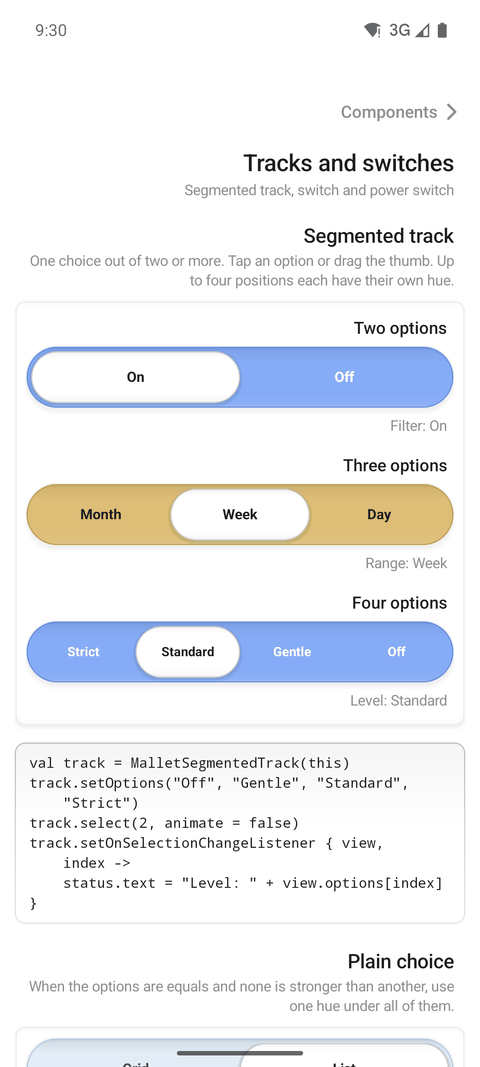 9:30
3G
Components
Tracks and switches
Segmented track, switch and power switch
Segmented track
One choice out of two or more. Tap an option or drag the thumb. Up
to four positions each have their own hue.
Two options
On Off
Filter: On
Three options
Month Week Day
Range: Week
Four options
Strict Standard Gentle Off
Level: Standard
val track = MalletSegmentedTrack(this)
track.setOptions("Off", "Gentle", "Standard",
    "Strict")
track.select(2, animate = false)
track.setOnSelectionChangeListener { view,
    index ->
    status.text = "Level: " + view.options[index]
}
Plain choice
When the options are equals and none is stronger than another, use
one hue under all of them.
Grid List